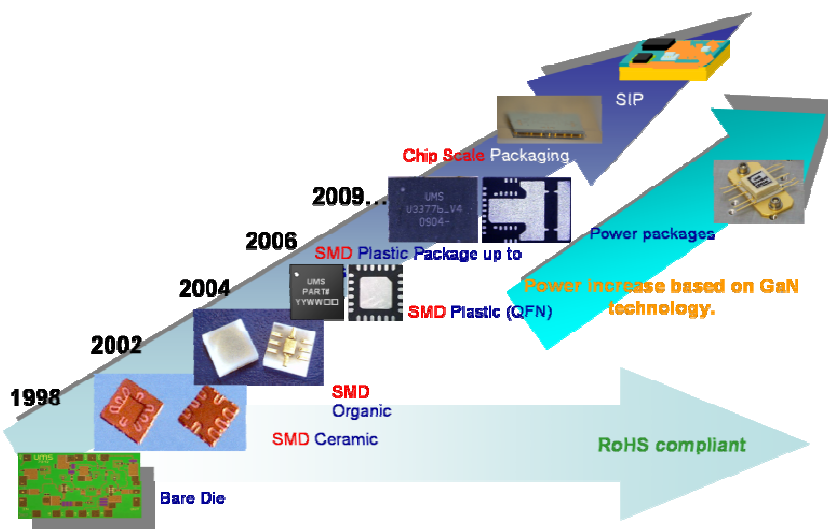 SIP
Chip Scale Packaging
2009...
UMS
U3377B_V4
0904-
Power packages
2006
SMD Plastic Package up to
UMS
PART#
YYWW□□
Power increase based on GaN
technology.
2004
SMD Plastic (QFN)
2002
1998
SMD
Organic
SMD Ceramic
RoHS compliant
UMS
Bare Die